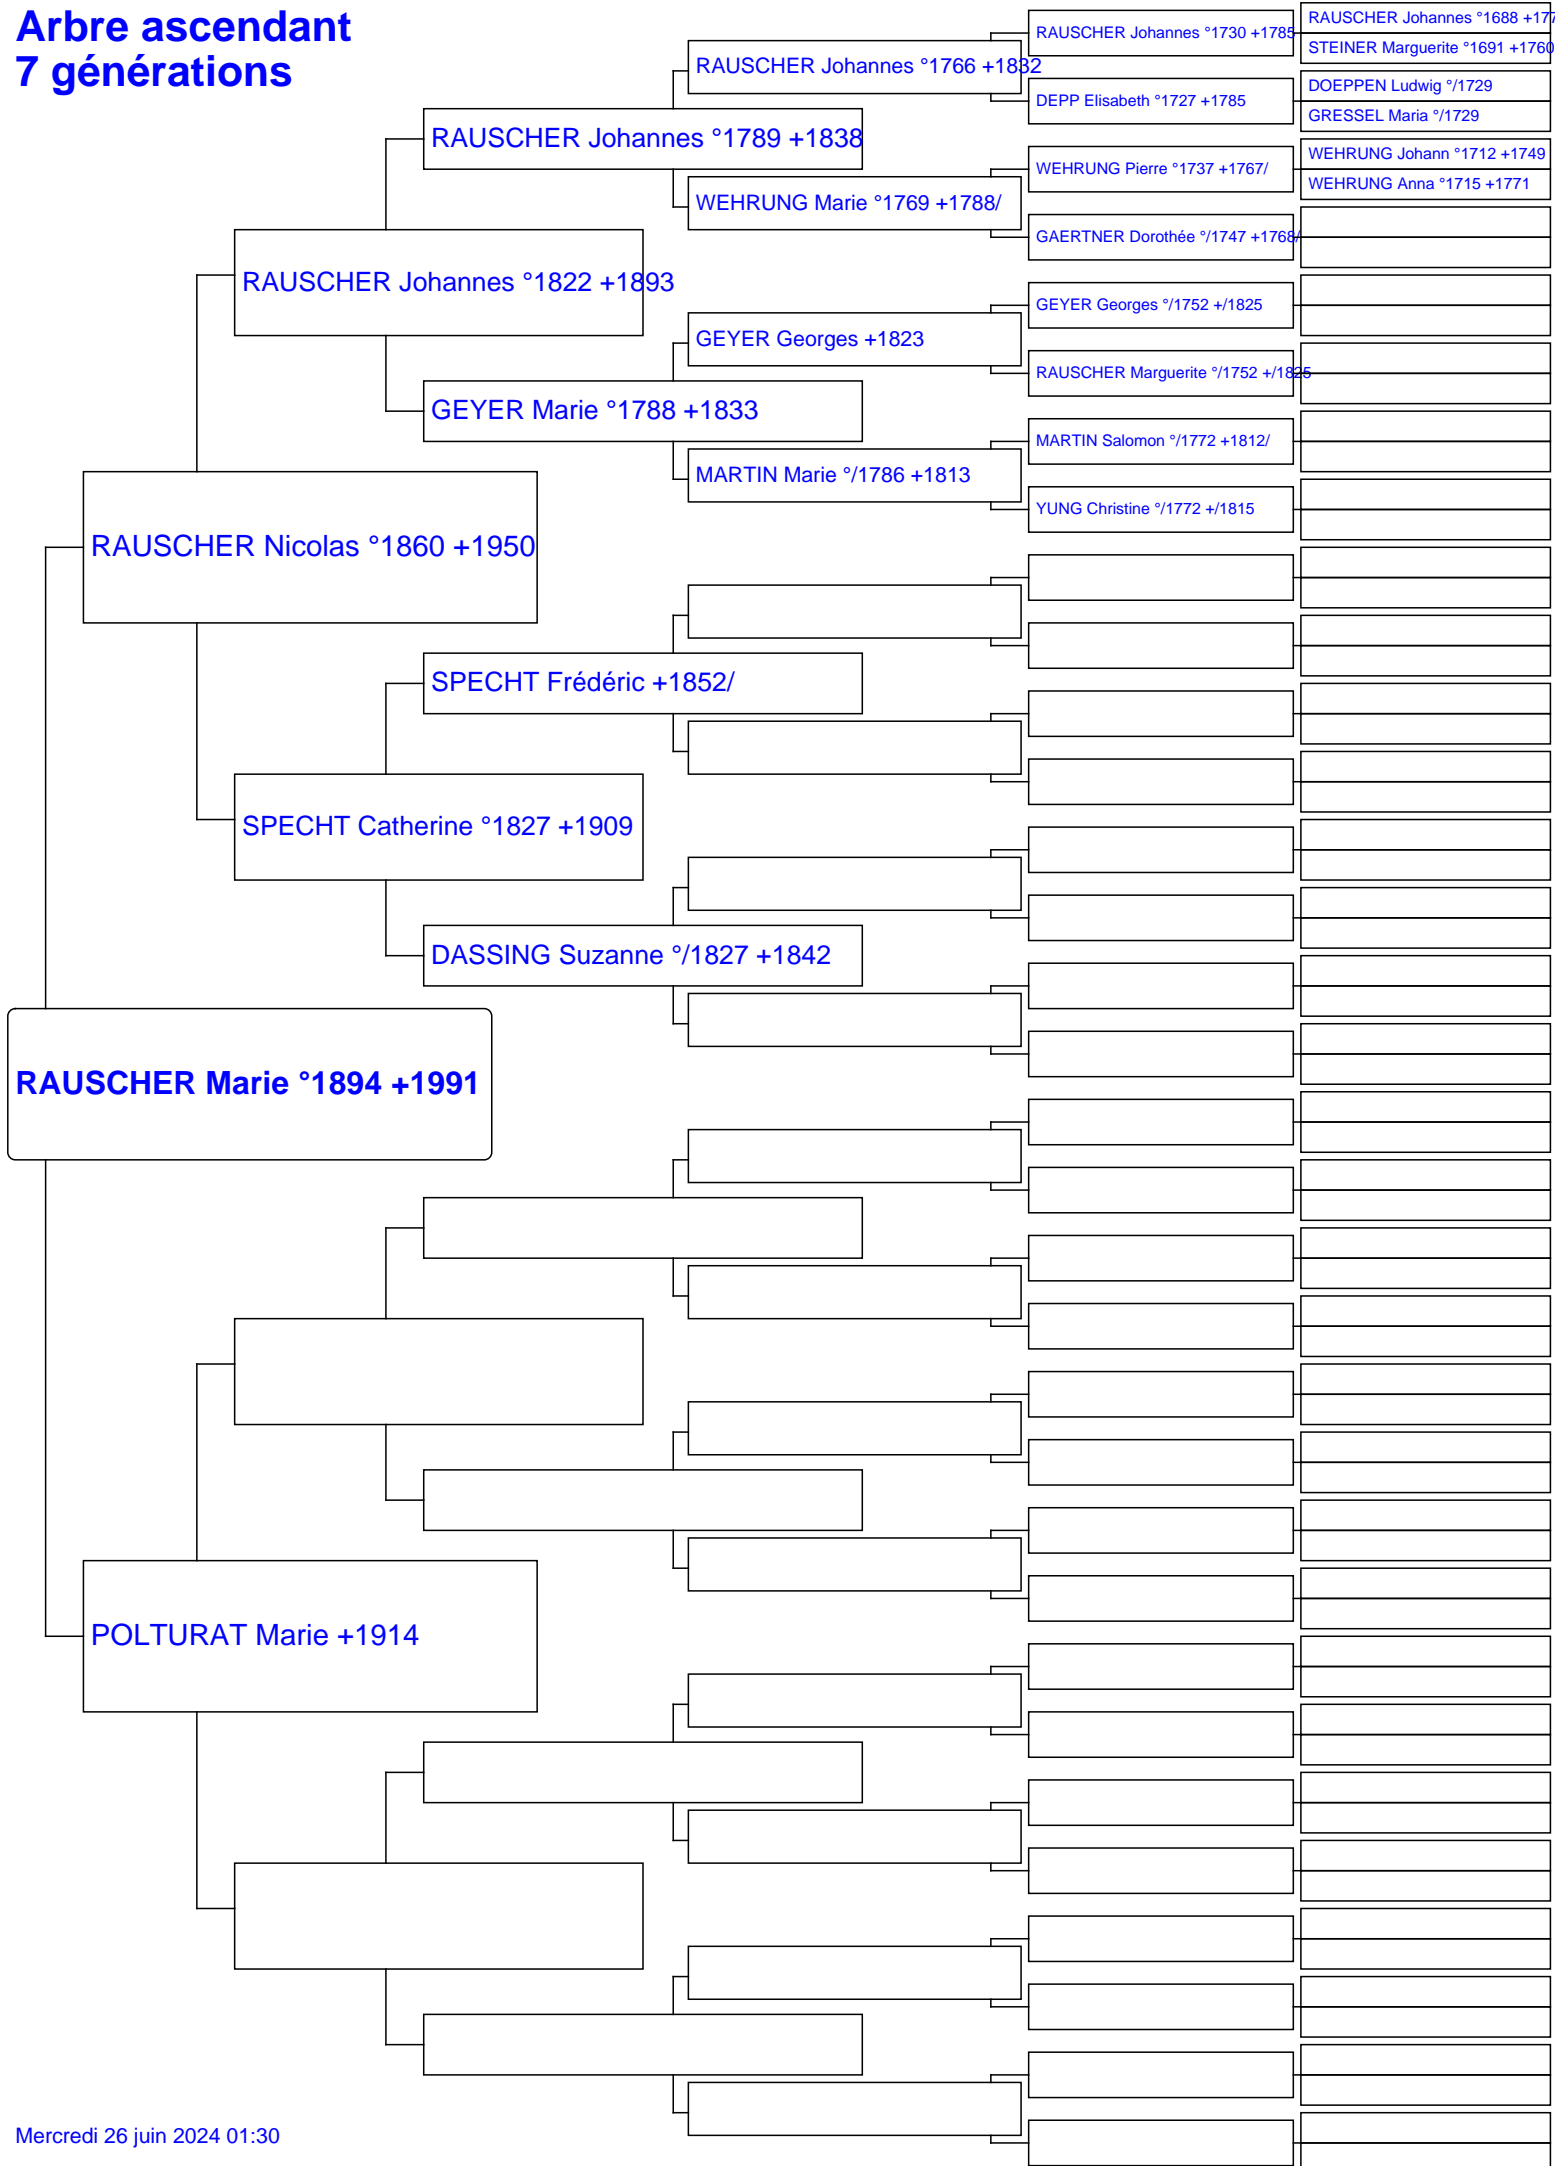 Arbre ascendant
7 générations
RAUSCHER Johannes °1688 +177
STEINER Marguerite °1691 +1760
RAUSCHER Johannes °1730 +1785
RAUSCHER Johannes °1766 +1832
DOEPPEN Ludwig °/1729
DEPP Elisabeth °1727 +1785
GRESSEL Maria °/1729
RAUSCHER Johannes °1789 +1838
WEHRUNG Johann °1712 +1749
WEHRUNG Pierre °1737 +1767/
WEHRUNG Anna °1715 +1771
WEHRUNG Marie °1769 +1788/
GAERTNER Dorothée °/1747 +1768/
RAUSCHER Johannes °1822 +1893
GEYER Georges °/1752 +/1825
GEYER Georges +1823
RAUSCHER Marguerite °/1752 +/1825
GEYER Marie °1788 +1833
MARTIN Salomon °/1772 +1812/
MARTIN Marie °/1786 +1813
YUNG Christine °/1772 +/1815
RAUSCHER Nicolas °1860 +1950
SPECHT Frédéric +1852/
SPECHT Catherine °1827 +1909
DASSING Suzanne °/1827 +1842
RAUSCHER Marie °1894 +1991
POLTURAT Marie +1914
Mercredi 26 juin 2024 01:30